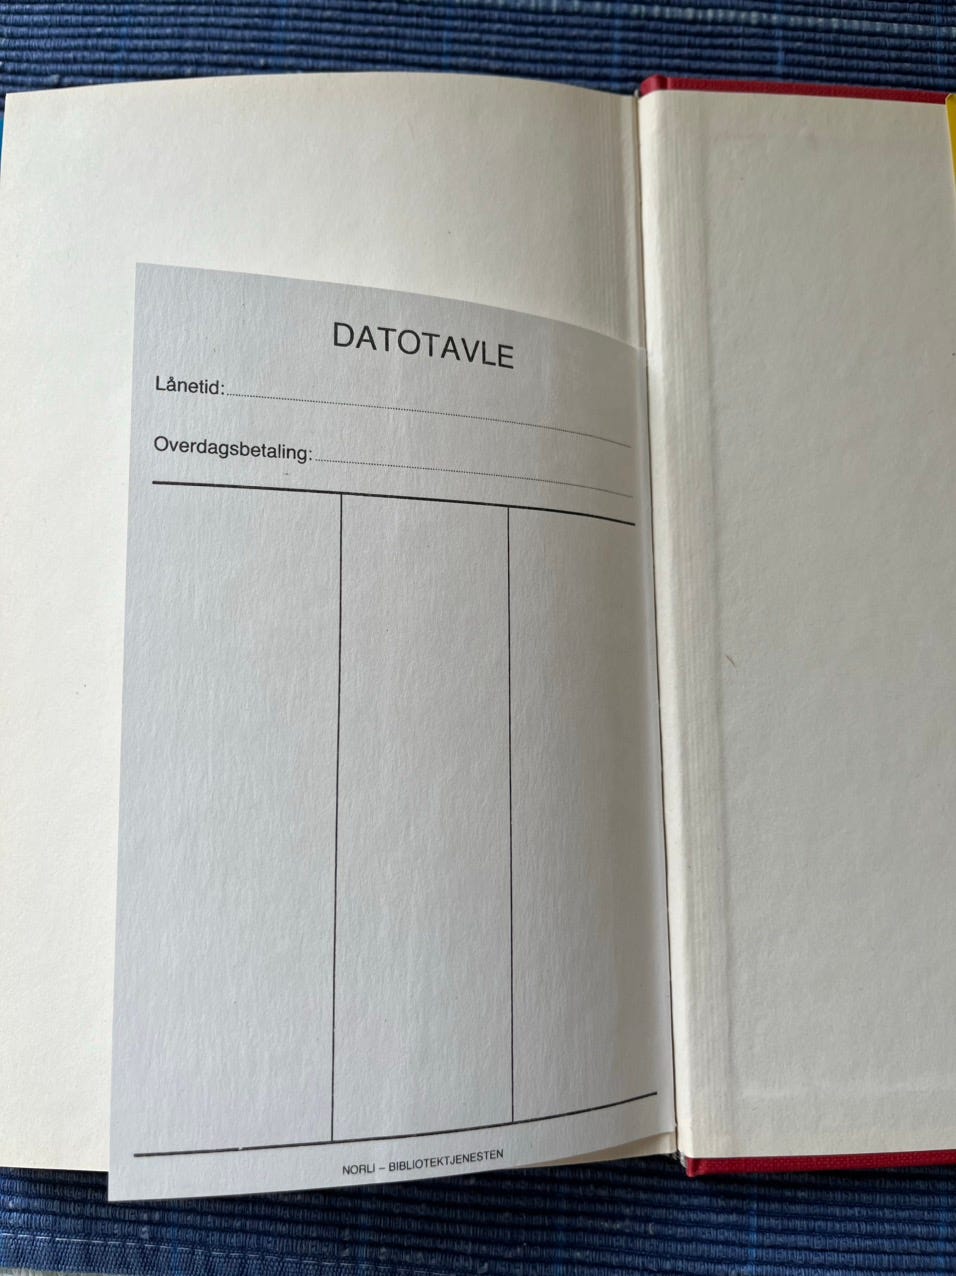 DATOTAVLE
Lånetid:
Overdagsbetaling:
NORLI – BIBLIOTEKTJENESTEN